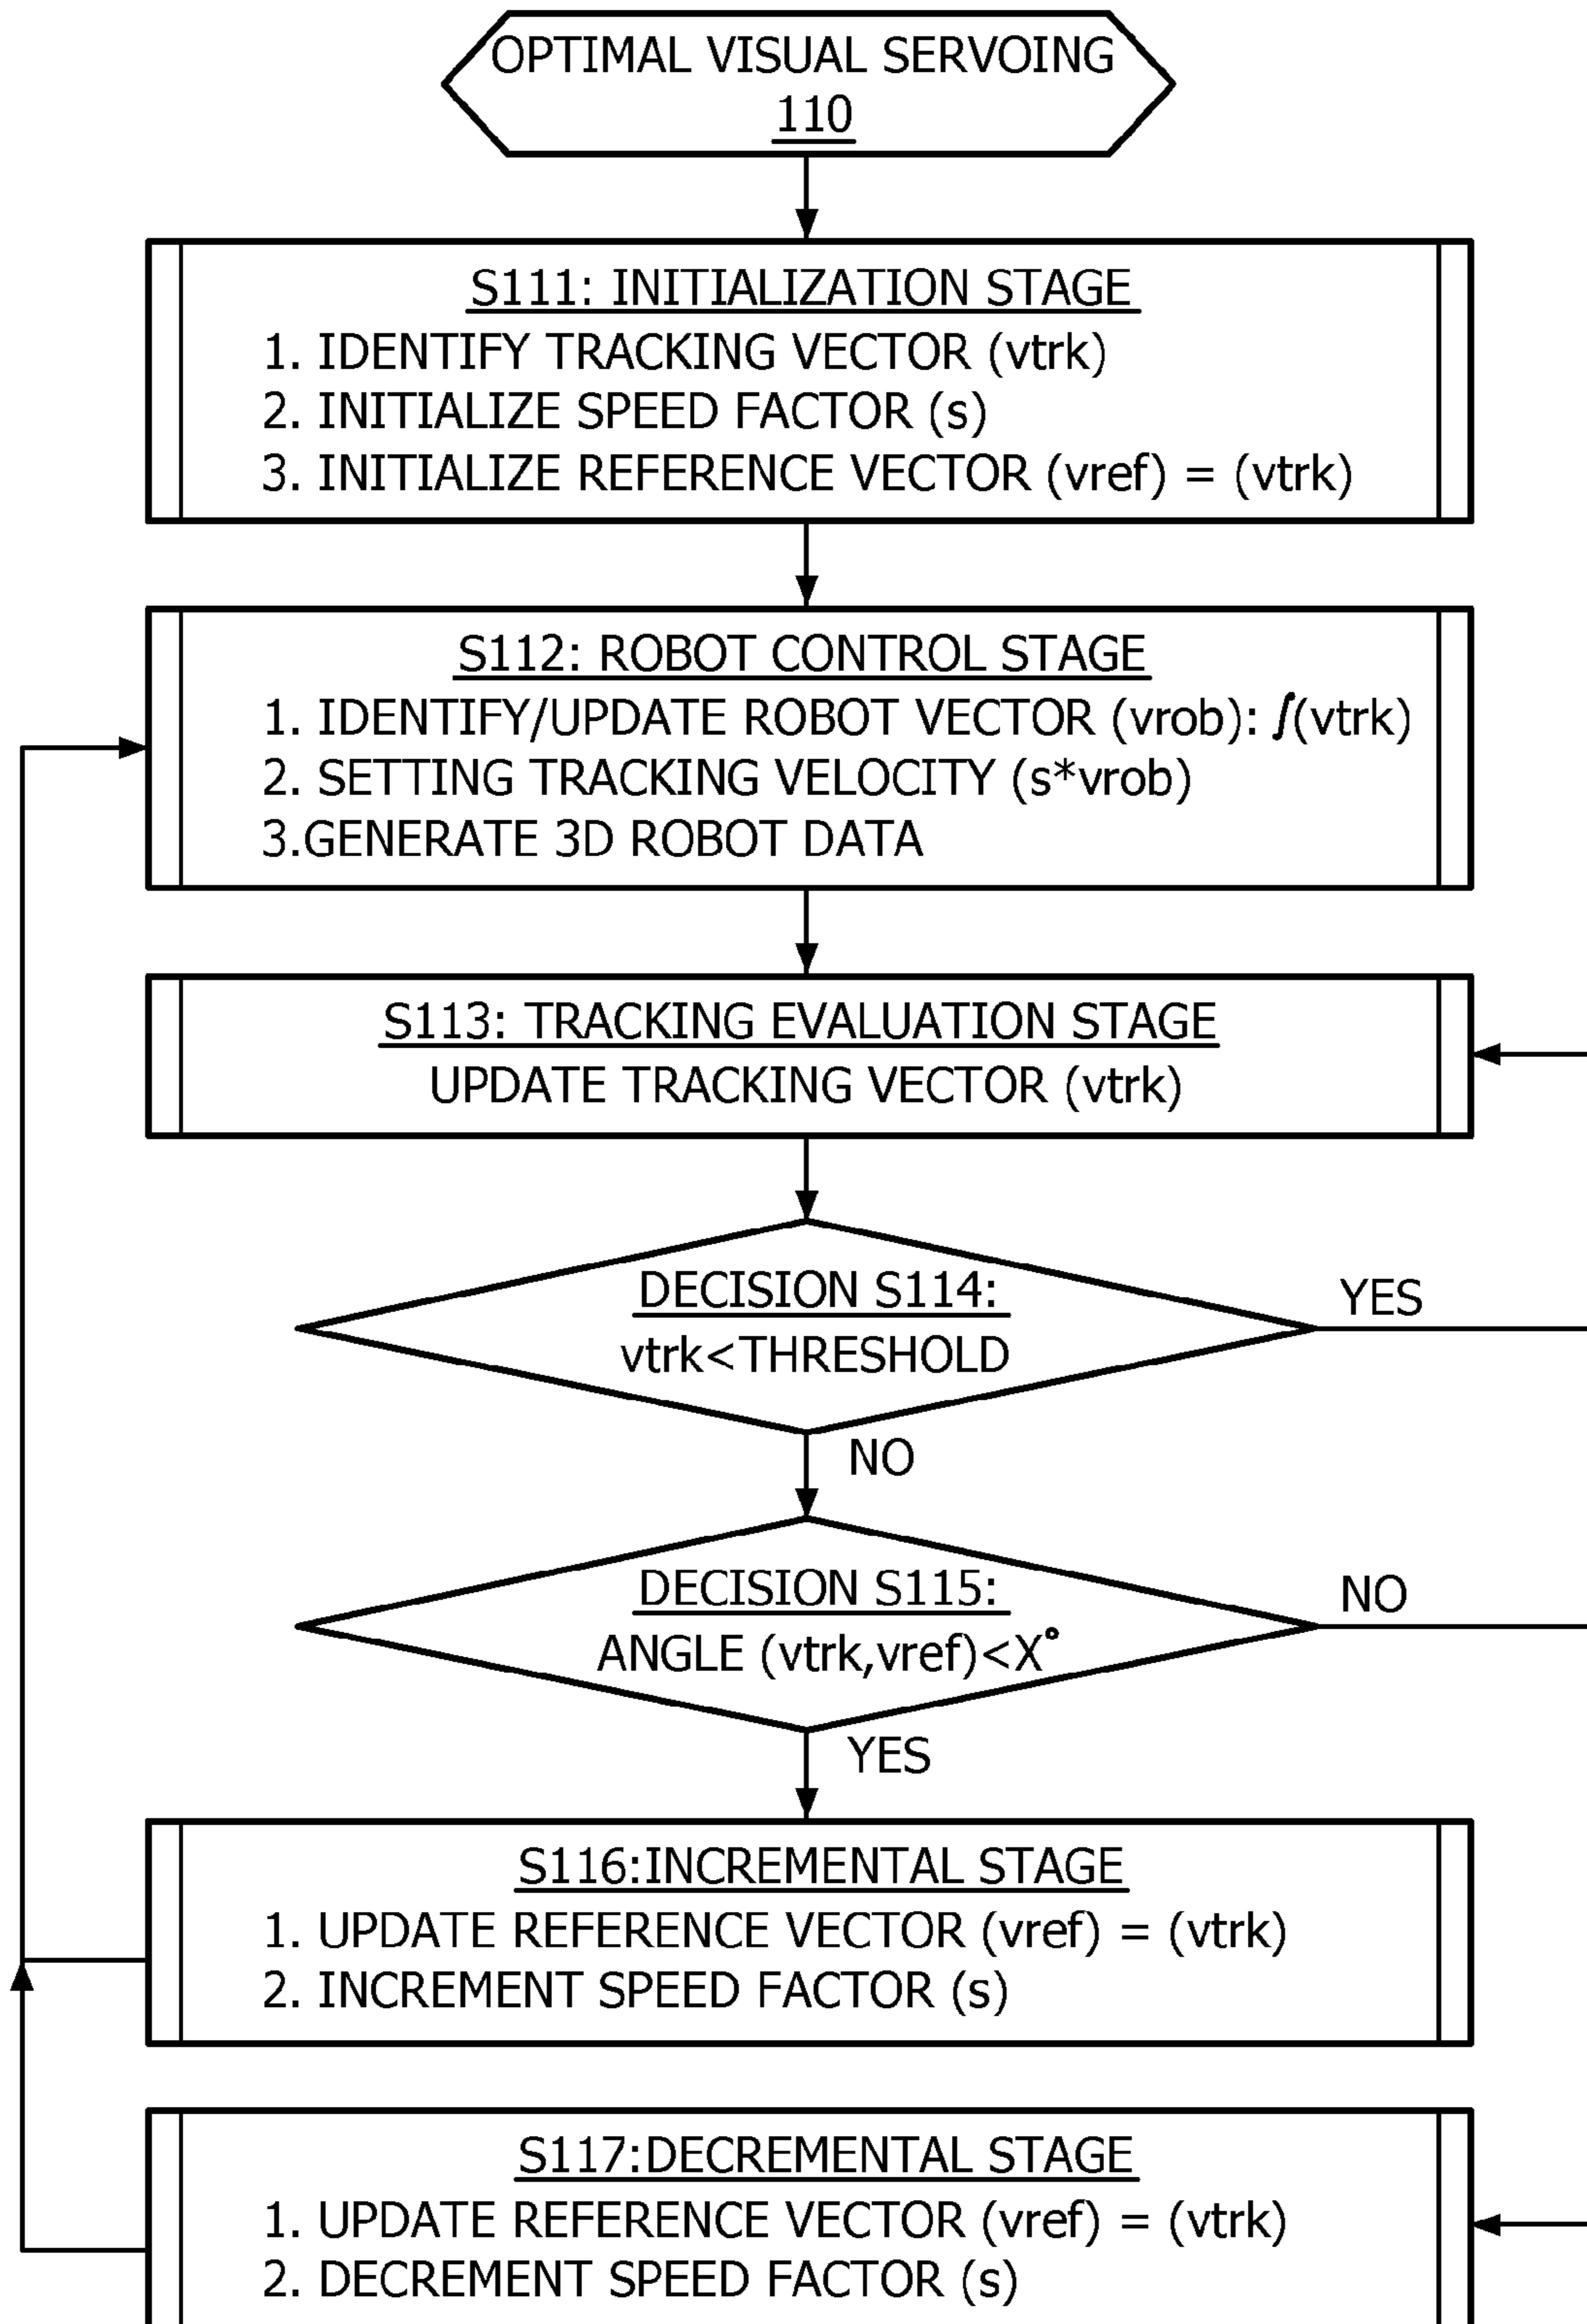 OPTIMAL VISUAL SERVOING
110
S111: INITIALIZATION STAGE
1. IDENTIFY TRACKING VECTOR (vtrk)
2. INITIALIZE SPEED FACTOR (s)
3. INITIALIZE REFERENCE VECTOR (vref) = (vtrk)
S112: ROBOT CONTROL STAGE
1. IDENTIFY/UPDATE ROBOT VECTOR (vrob): ∫(vtrk)
2. SETTING TRACKING VELOCITY (s*vrob)
3.GENERATE 3D ROBOT DATA
S113: TRACKING EVALUATION STAGE
UPDATE TRACKING VECTOR (vtrk)
DECISION S114:
vtrk<THRESHOLD
YES
NO
DECISION S115:
ANGLE (vtrk,vref)<X°
NO
YES
S116:INCREMENTAL STAGE
1. UPDATE REFERENCE VECTOR (vref) = (vtrk)
2. INCREMENT SPEED FACTOR (s)
S117:DECREMENTAL STAGE
1. UPDATE REFERENCE VECTOR (vref) = (vtrk)
2. DECREMENT SPEED FACTOR (s)